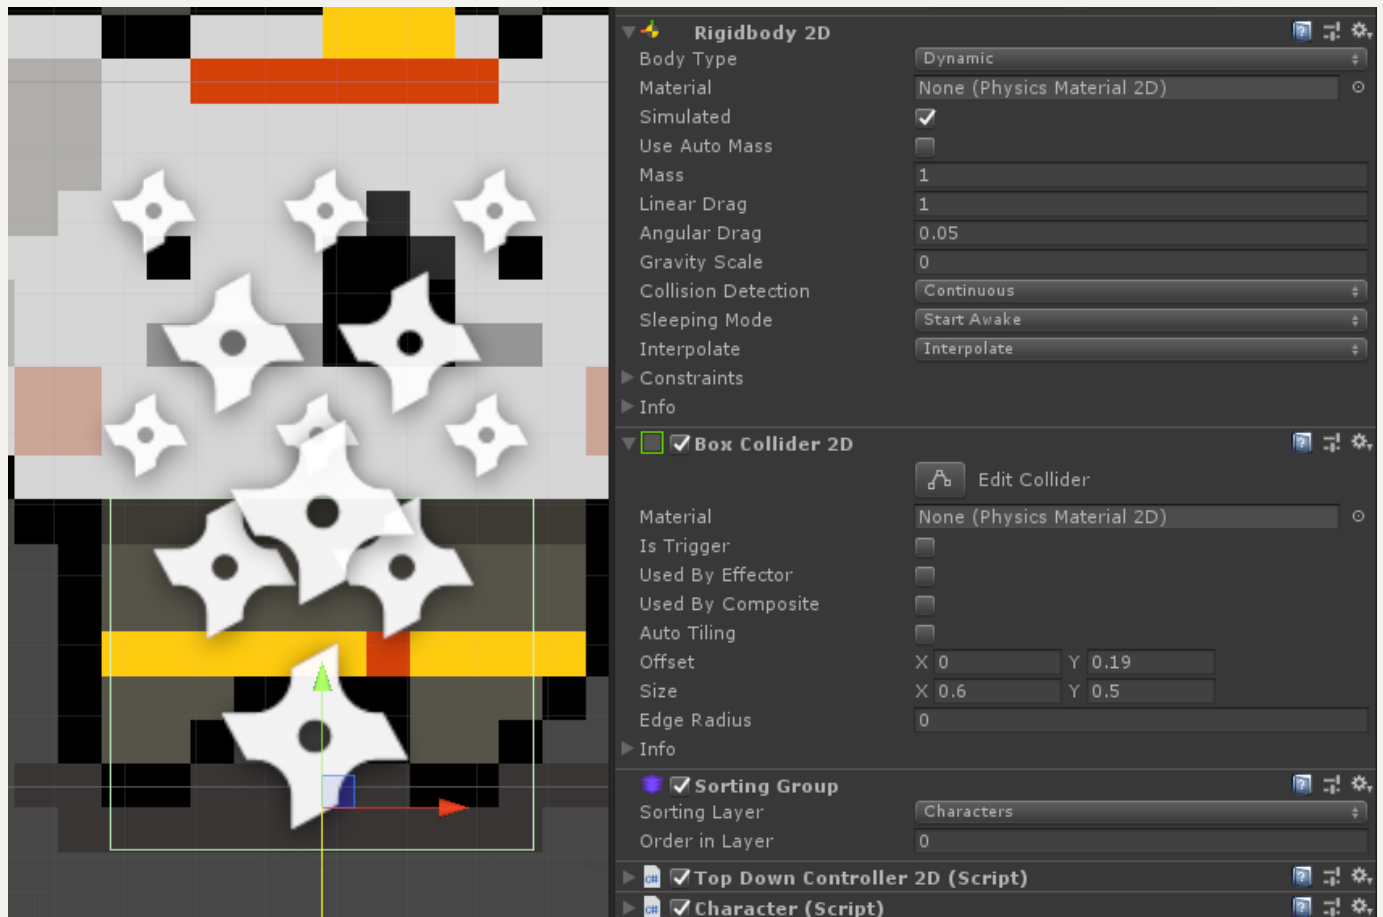 Rigidbody 2D
Body Type Dynamic
Material None (Physics Material 2D)
Simulated
Use Auto Mass
Mass 1
Linear Drag 1
Angular Drag 0.05
Gravity Scale 0
Collision Detection Continuous
Sleeping Mode Start Awake
Interpolate Interpolate
Constraints
Info
Box Collider 2D
Edit Collider
Material None (Physics Material 2D)
Is Trigger
Used By Effector
Used By Composite
Auto Tiling
Offset X 0 Y 0.19
Size X 0.6 Y 0.5
Edge Radius 0
Info
Sorting Group
Sorting Layer Characters
Order in Layer 0
c# Top Down Controller 2D (Script)
c# Character (Script)